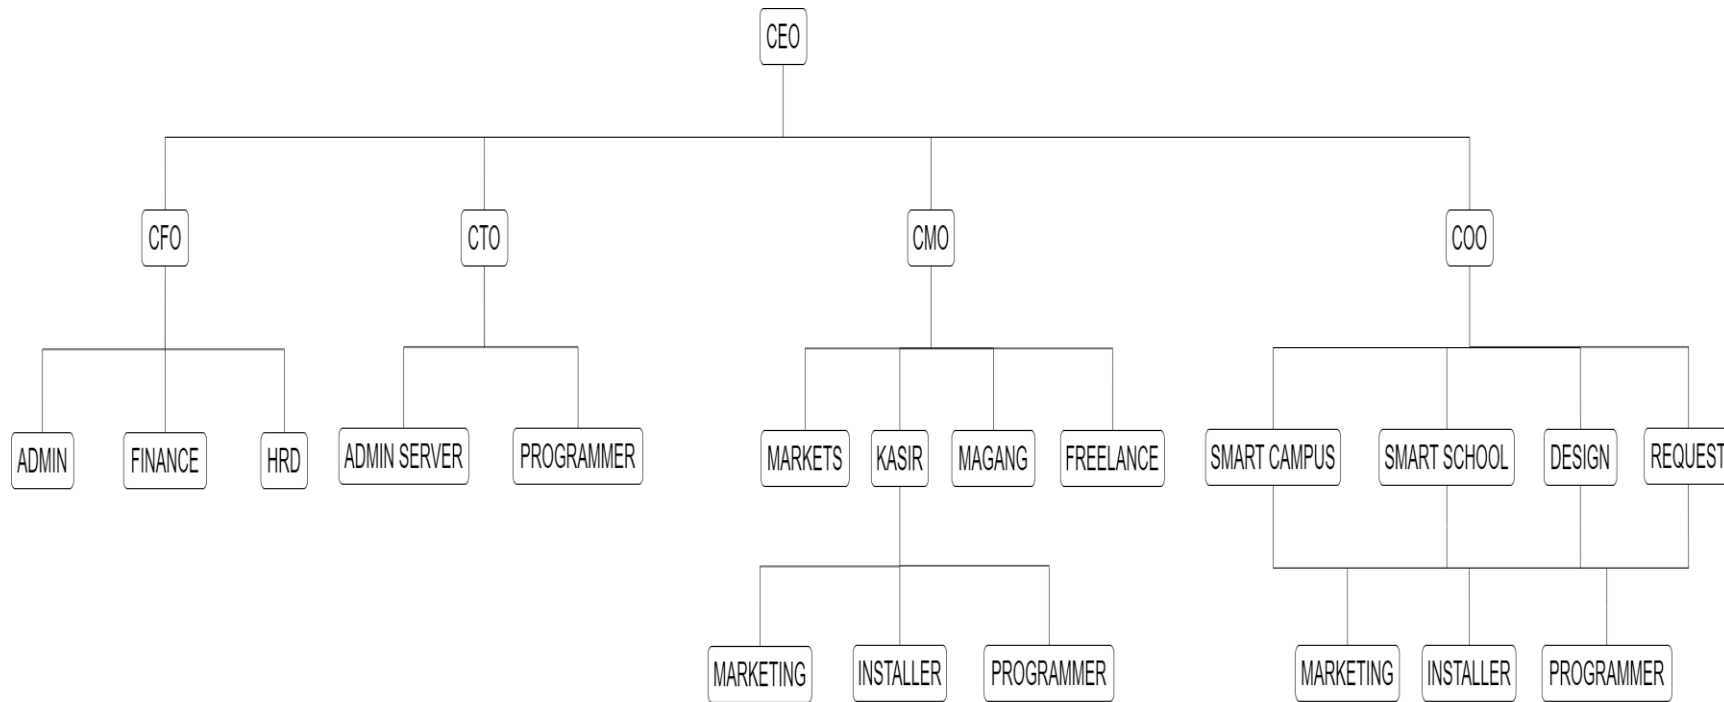 CEO
CFO
CTO
CMO
COO
ADMIN
FINANCE
HRD
ADMIN SERVER
PROGRAMMER
MARKETS
KASIR
MAGANG
FREELANCE
SMART CAMPUS
SMART SCHOOL
DESIGN
REQUEST
MARKETING
INSTALLER
PROGRAMMER
MARKETING
INSTALLER
PROGRAMMER